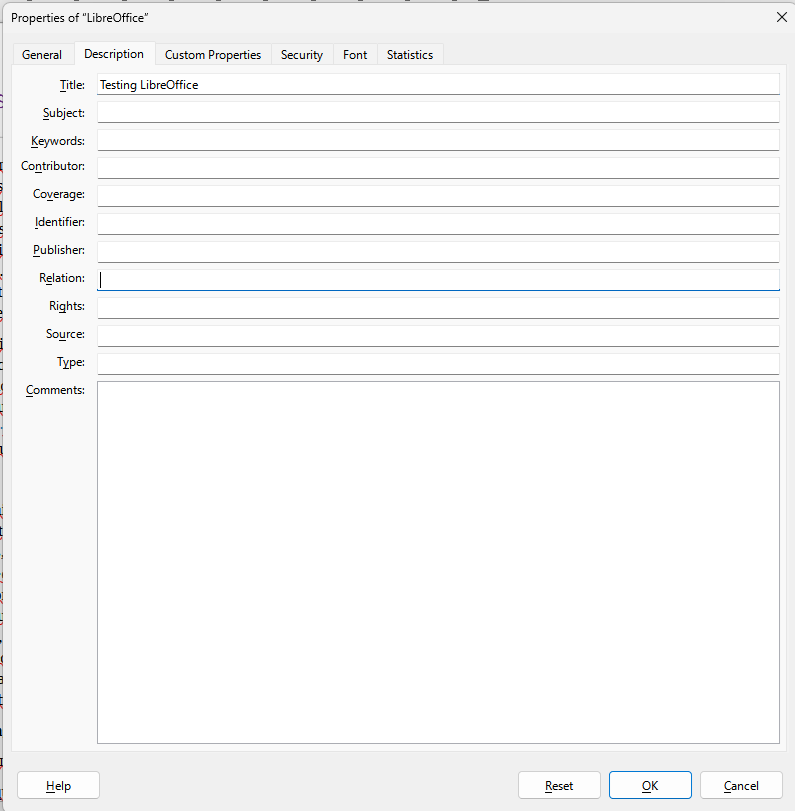 Properties of “LibreOffice”
General Description Custom Properties Security Font Statistics
Title: Testing LibreOffice
Subject:
Keywords:
Contributor:
Coverage:
Identifier:
Publisher:
Relation:
Rights:
Source:
Type:
Comments:
Help Reset OK Cancel